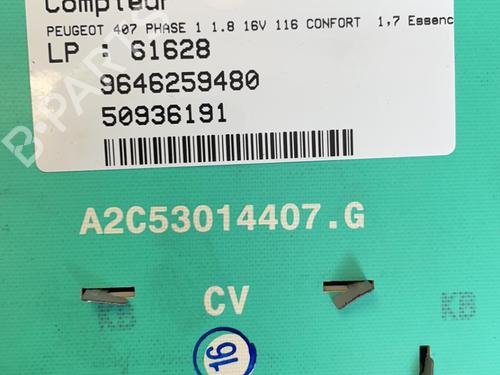 Compteur
PEUGEOT 407 PHASE 1 1.8 16V 116 CONFORT 1,7 Essenc
LP : 61628
9646259480
50936191
B-PARTS
A2C53014407.G
KB CV KB
16